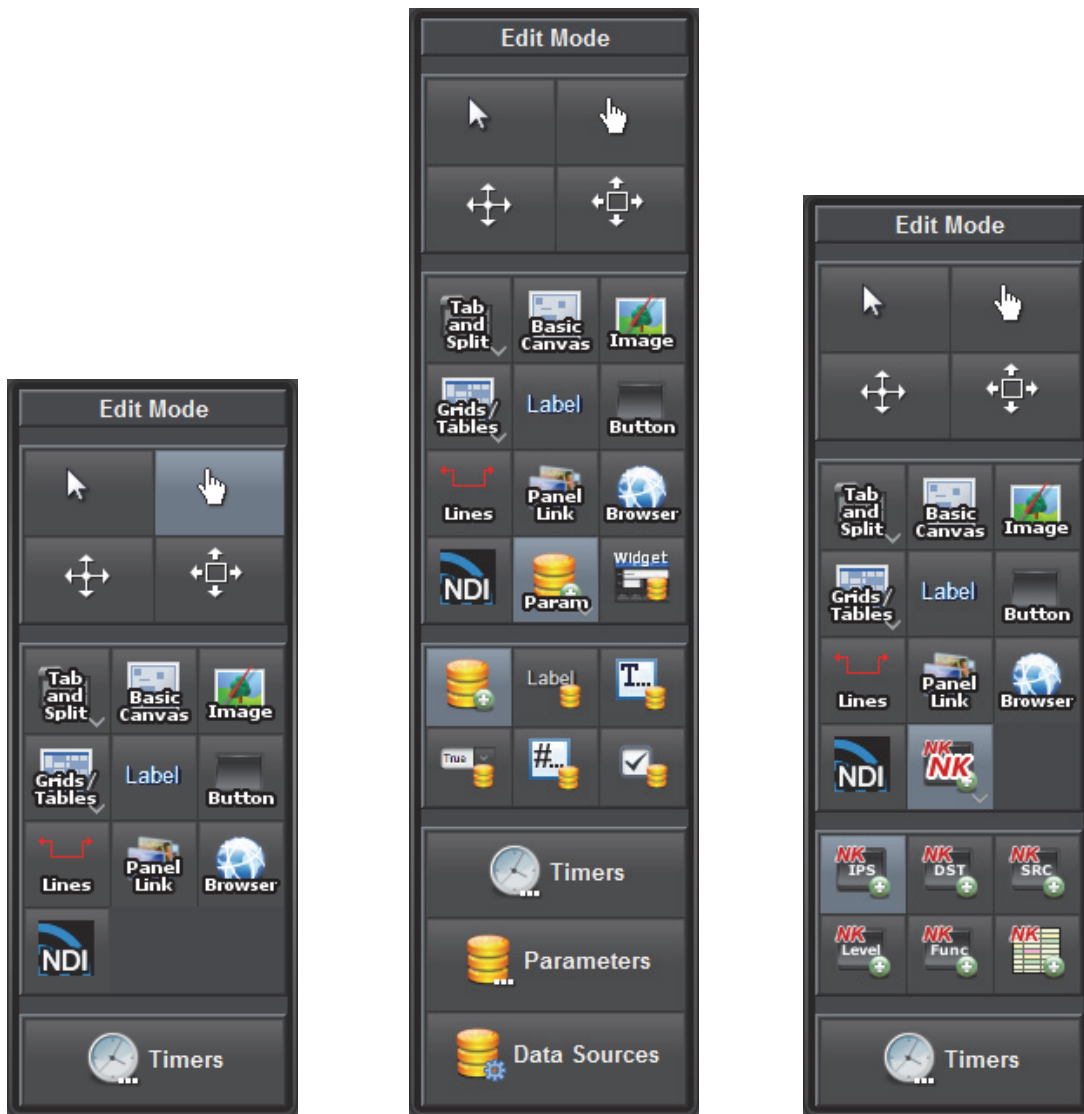 Edit Mode
Tab
and
Split
Basic
Canvas
Image
Grids/
Tables
Label
Button
Lines
Panel
Link
Browser
NDI
Timers
Edit Mode
Tab
and
Split
Basic
Canvas
Image
Grids/
Tables
Label
Button
Lines
Panel
Link
Browser
NDI
Param
Widget
Label
T...
True
#...
Timers
Parameters
Data Sources
Edit Mode
Tab
and
Split
Basic
Canvas
Image
Grids/
Tables
Label
Button
Lines
Panel
Link
Browser
NDI
NK
NK
NK
IPS
NK
DST
NK
SRC
NK
Level
NK
Func
NK
Timers